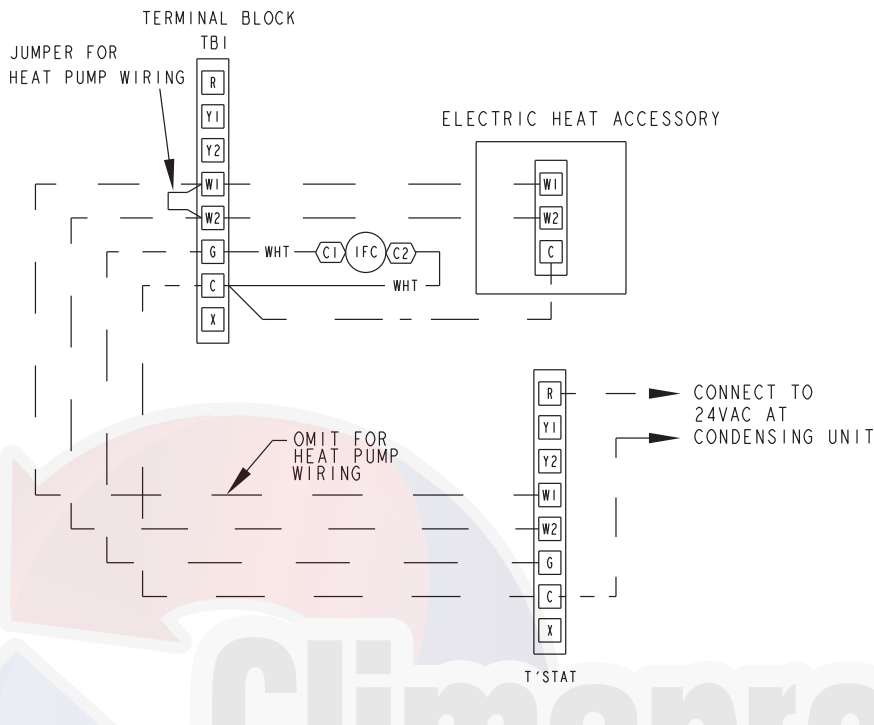 TERMINAL BLOCK
TB1
JUMPER FOR
HEAT PUMP WIRING
R
Y1
Y2
W1
W2
G
C
X
WHT
C1
IFC
C2
WHT
ELECTRIC HEAT ACCESSORY
W1
W2
C
R
Y1
Y2
W1
W2
G
C
X
T'STAT
CONNECT TO
24VAC AT
CONDENSING UNIT
OMIT FOR
HEAT PUMP
WIRING
Climapro